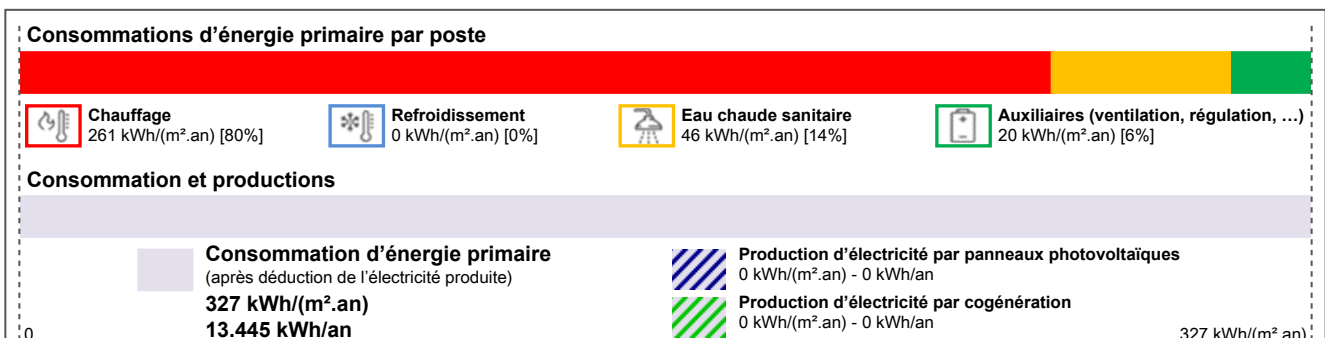 Consommations d’énergie primaire par poste
Chauffage
261 kWh/(m².an) [80%]
Refroidissement
0 kWh/(m².an) [0%]
Eau chaude sanitaire
46 kWh/(m².an) [14%]
Auxiliaires (ventilation, régulation, …)
20 kWh/(m².an) [6%]
Consommation et productions
Consommation d’énergie primaire
(après déduction de l’électricité produite)
327 kWh/(m².an)
13.445 kWh/an
Production d’électricité par panneaux photovoltaïques
0 kWh/(m².an) - 0 kWh/an
Production d’électricité par cogénération
0 kWh/(m².an) - 0 kWh/an
0
327 kWh/(m².an)